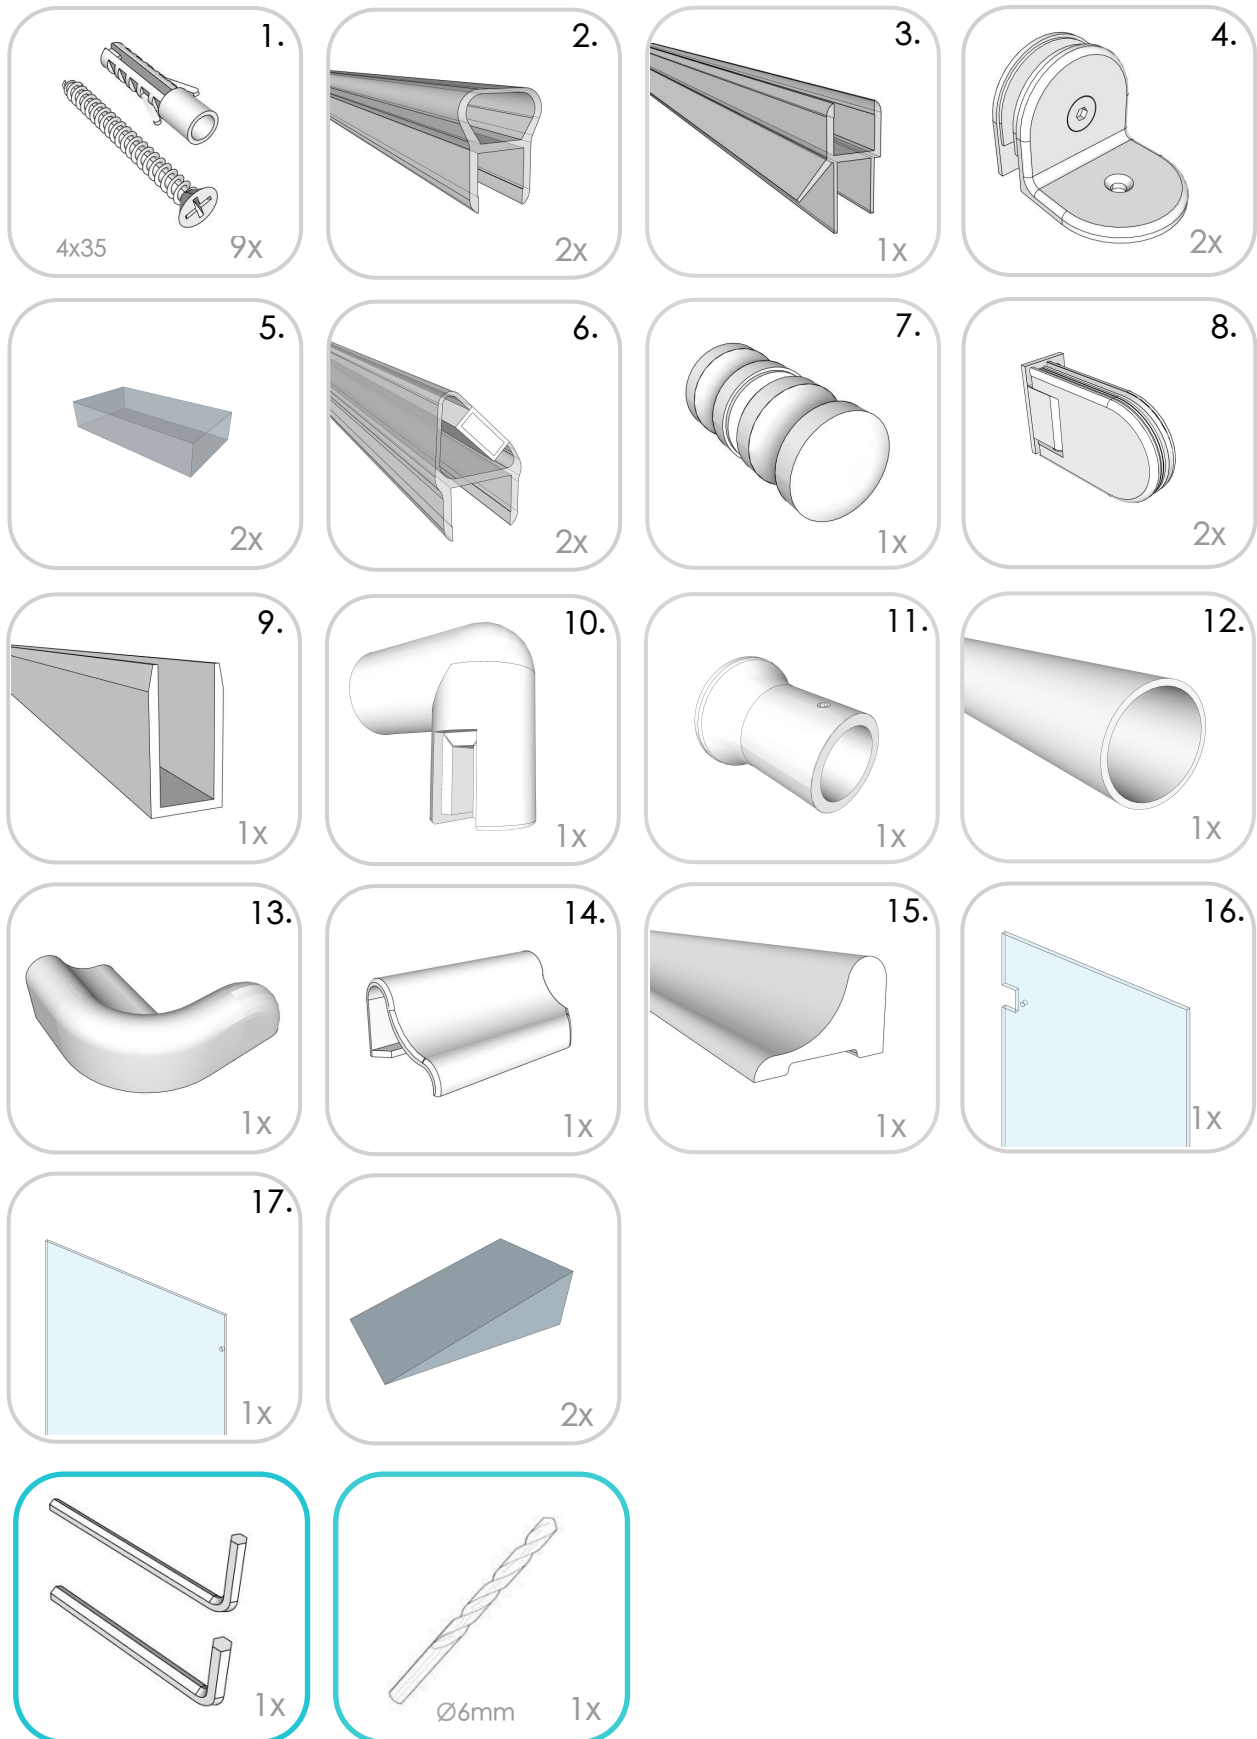 1.
4x35 9x
2.
2x
3.
1x
4.
2x
5.
2x
6.
2x
7.
1x
8.
2x
9.
1x
10.
1x
11.
1x
12.
1x
13.
1x
14.
1x
15.
1x
16.
1x
17.
1x
2x
1x
Ø6mm 1x